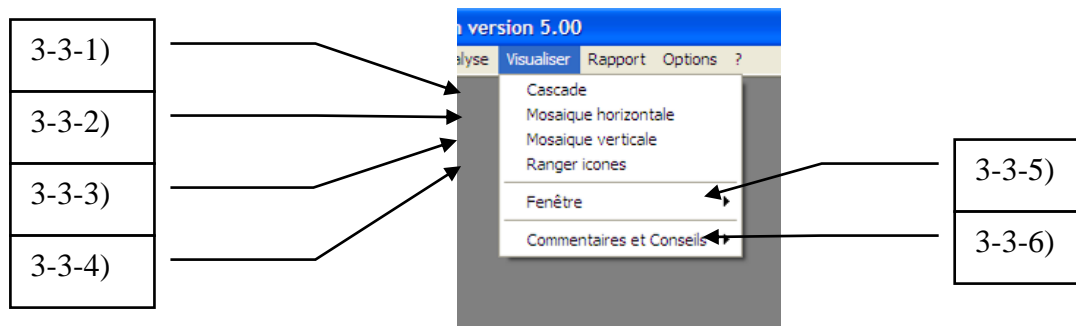 3-3-1)
3-3-2)
3-3-3)
3-3-4)
version 5.00
Visualiser Rapport Options ?
Cascade
Mosaique horizontale
Mosaique verticale
Ranger icones
Fenêtre
Commentaires et Conseils
3-3-5)
3-3-6)